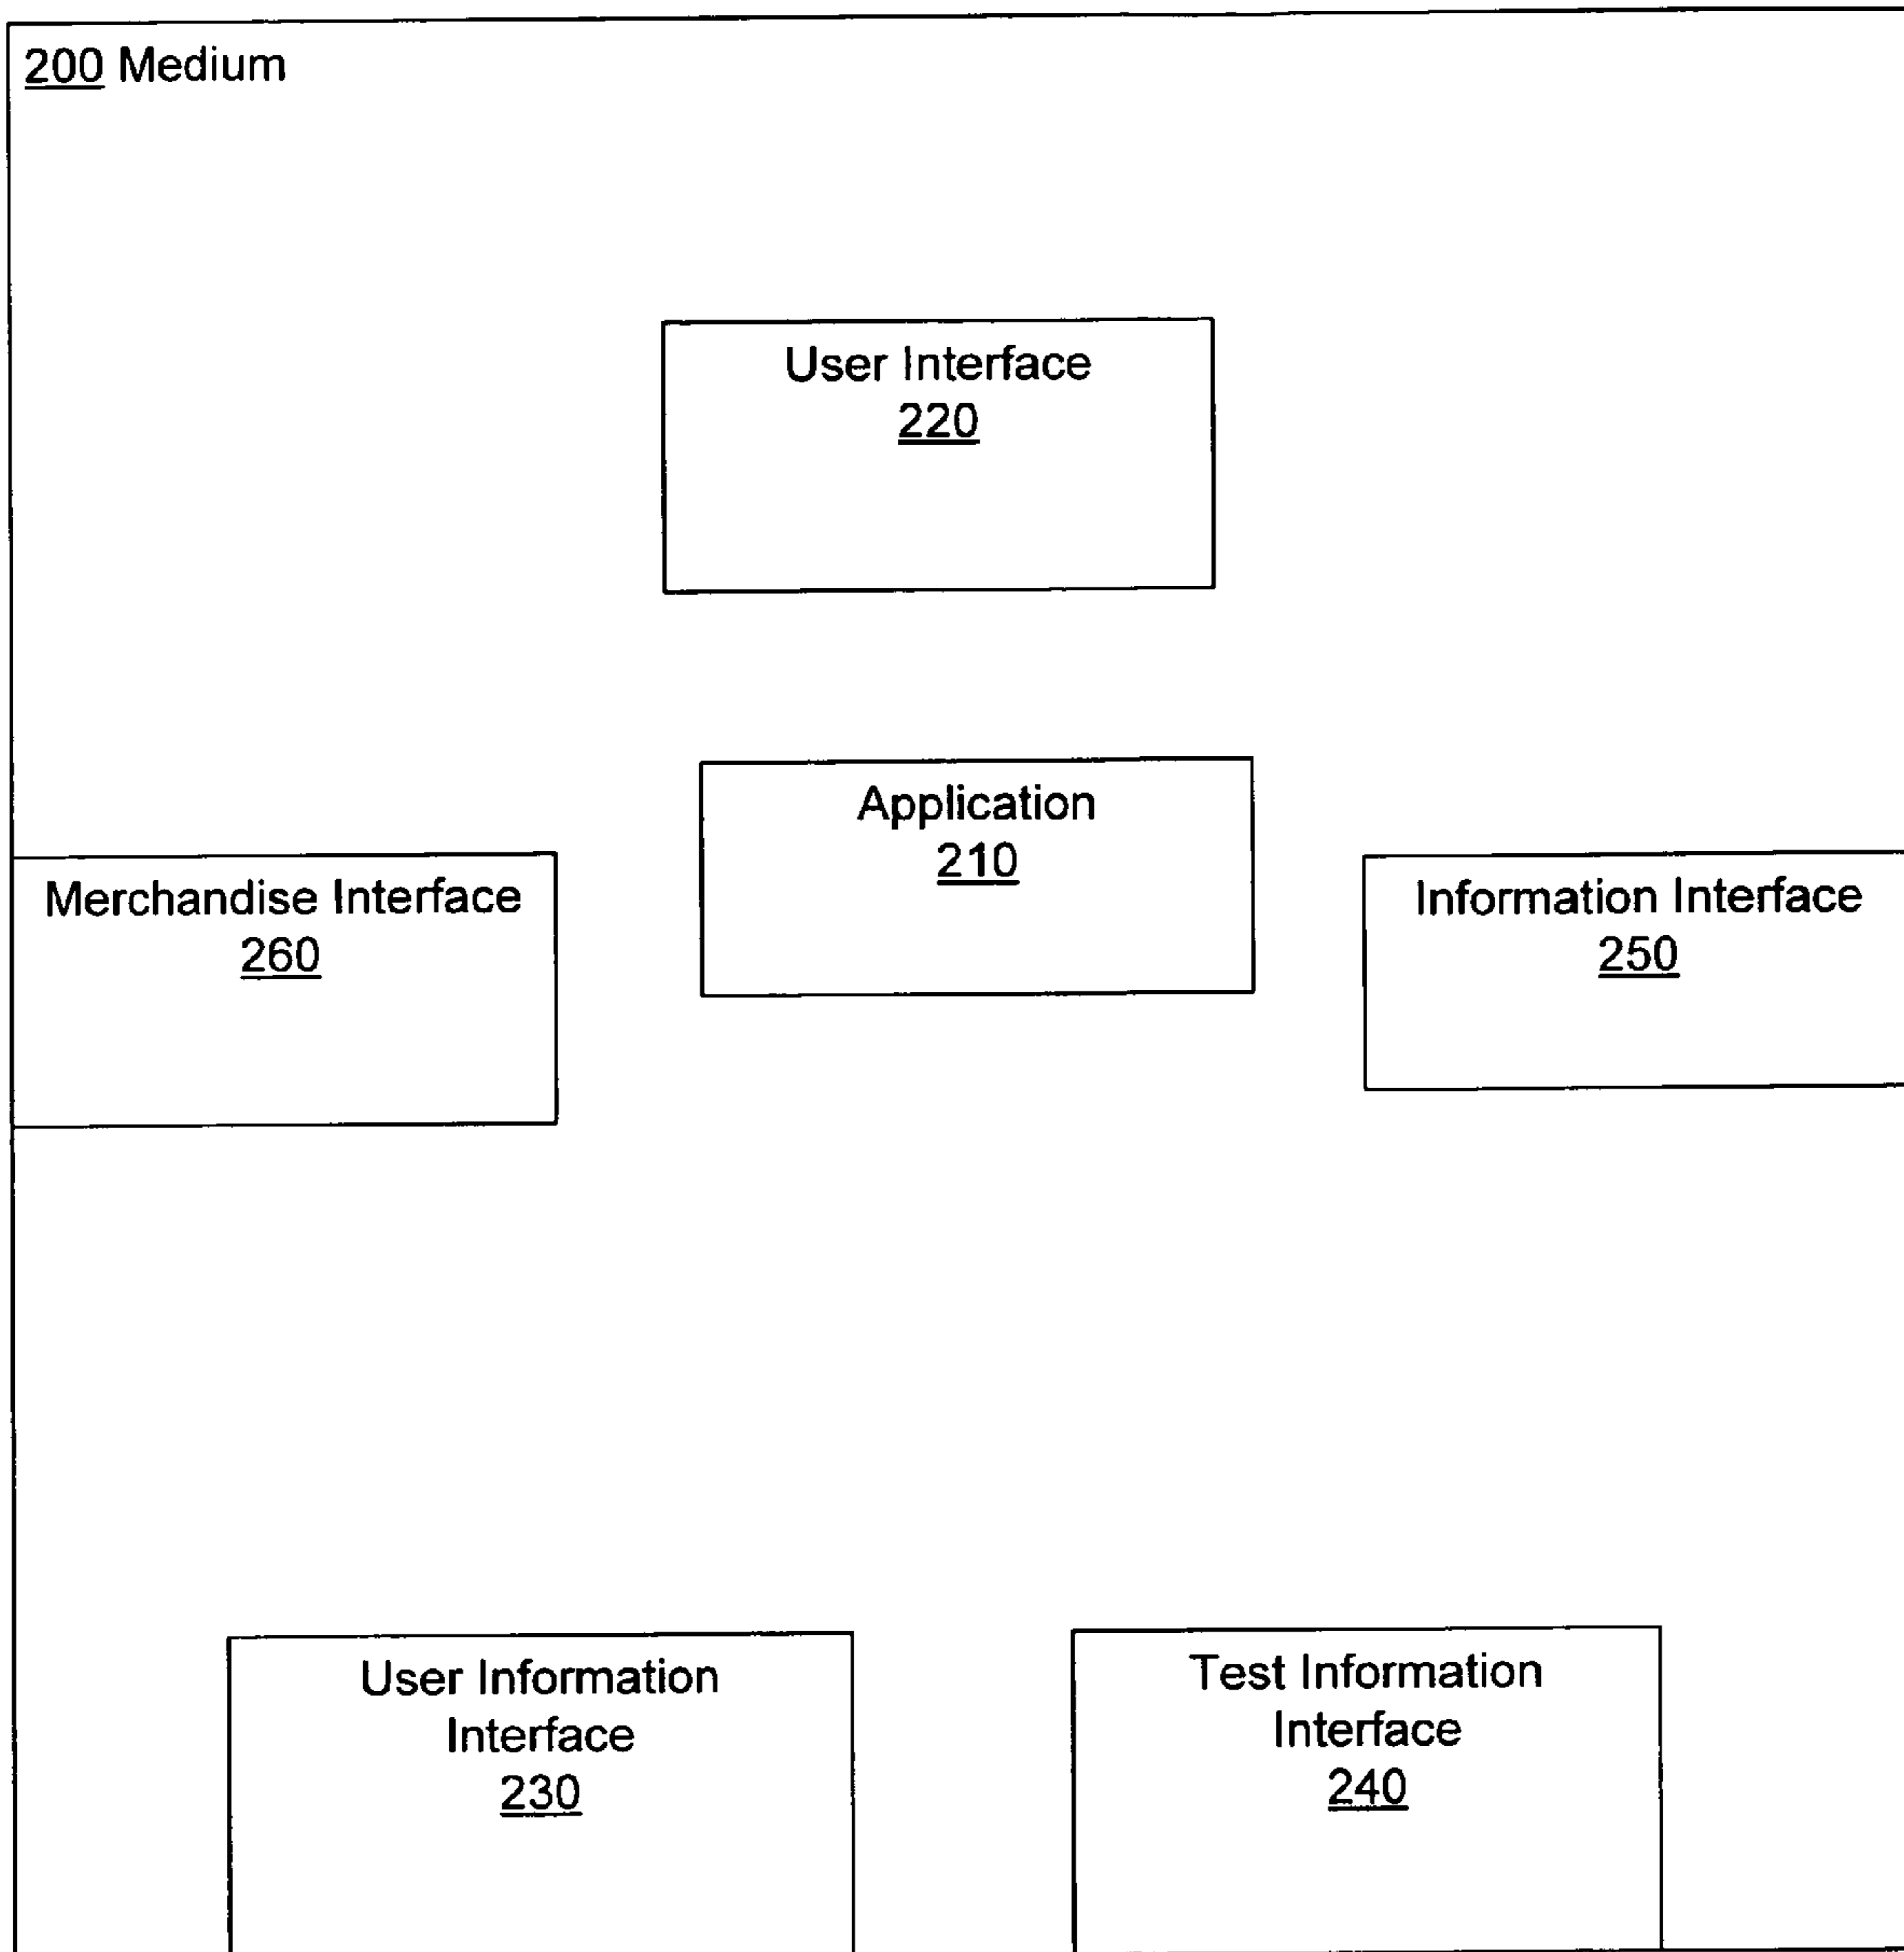 200 Medium
User Interface
220
Application
210
Merchandise Interface
260
Information Interface
250
User Information
Interface
230
Test Information
Interface
240